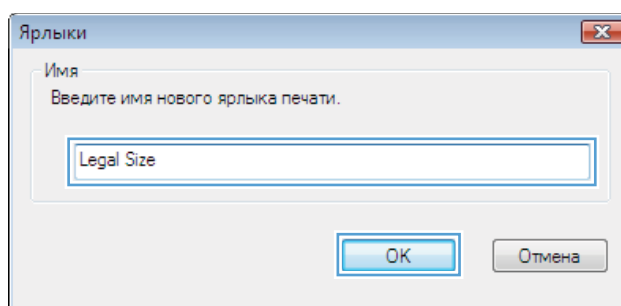 Ярлыки
Имя
Введите имя нового ярлыка печати.
Legal Size
OK
Отмена